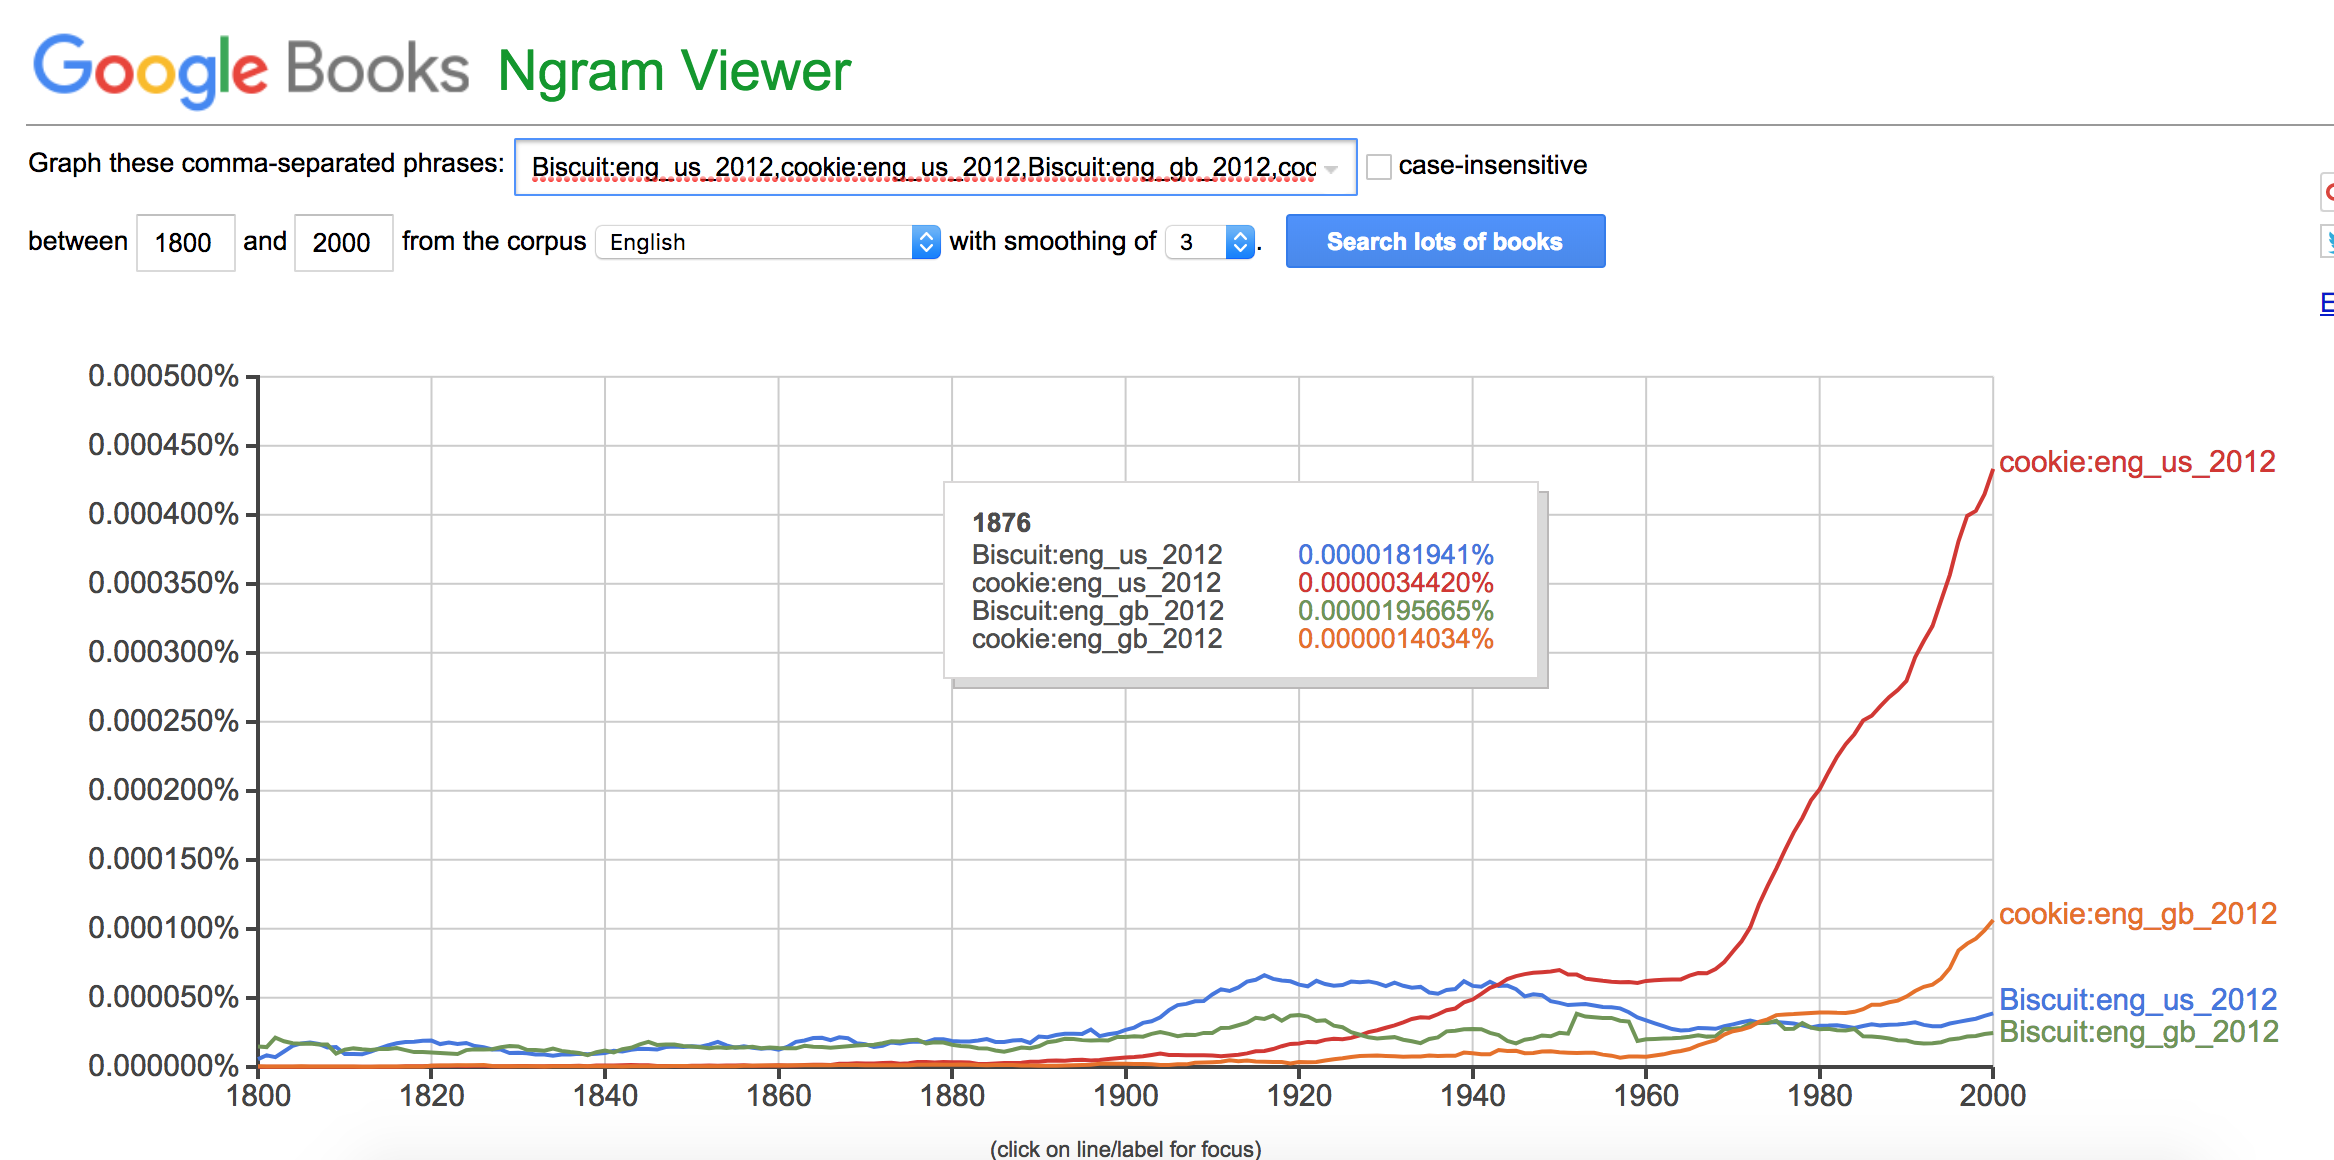 Google Books Ngram Viewer
Graph these comma-separated phrases: Biscuit:eng_us_2012,cookie:eng_us_2012,Biscuit:eng_gb_2012,coo case-insensitive
between 1800 and 2000 from the corpus English with smoothing of 3 . Search lots of books
0.000500%
0.000450%
cookie:eng_us_2012
0.000400%
1876
Biscuit:eng_us_2012 0.0000181941%
cookie:eng_us_2012 0.0000034420%
Biscuit:eng_gb_2012 0.0000195665%
cookie:eng_gb_2012 0.0000014034%
0.000350%
0.000300%
0.000250%
0.000200%
0.000150%
0.000100%
cookie:eng_gb_2012
0.000050%
Biscuit:eng_us_2012
Biscuit:eng_gb_2012
0.000000%
1800 1820 1840 1860 1880 1900 1920 1940 1960 1980 2000
(click on line/label for focus)